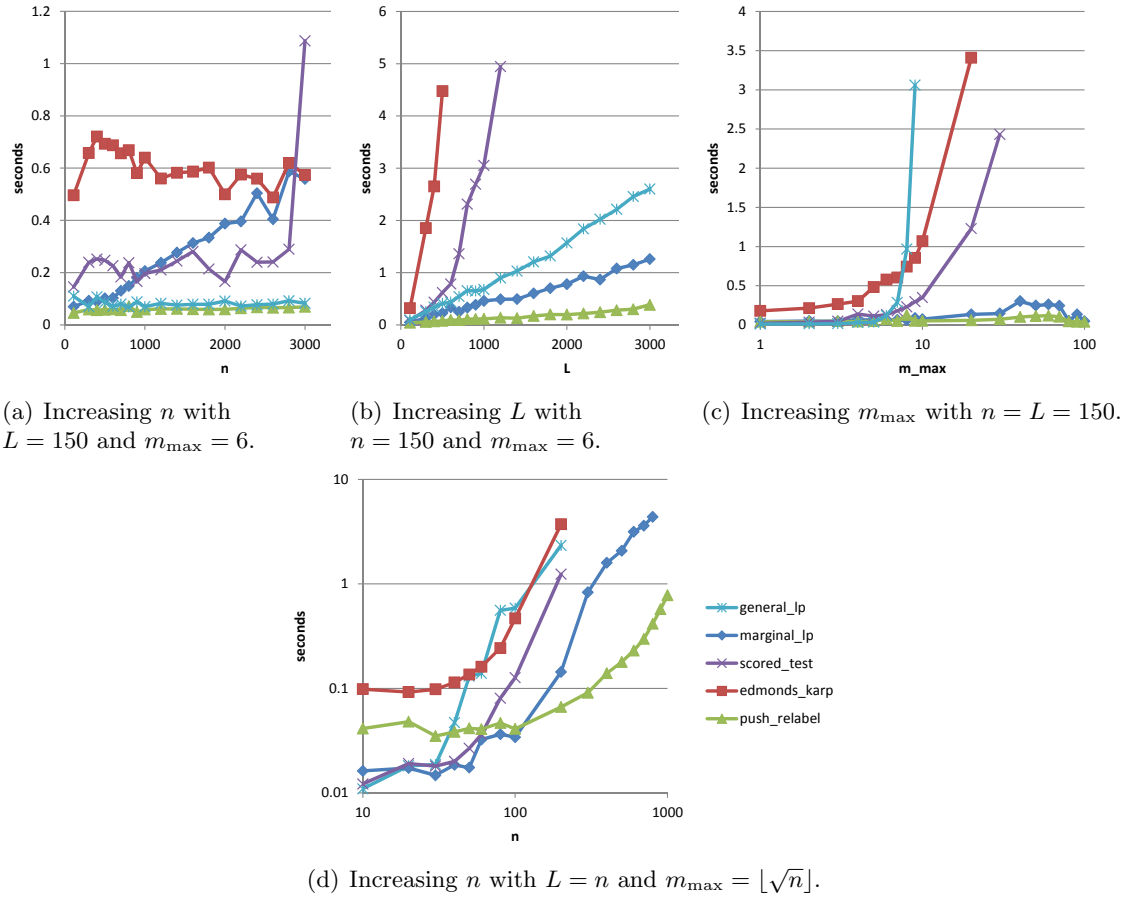 1.2
1
0.8
0.6
0.4
0.2
0
seconds
0
1000
2000
3000
n
6
5
4
3
2
1
0
seconds
0
1000
2000
3000
L
4
3.5
3
2.5
2
1.5
1
0.5
0
seconds
1
10
100
m_max
(a) Increasing n with
L = 150 and m_max = 6.
(b) Increasing L with
n = 150 and m_max = 6.
(c) Increasing m_max with n = L = 150.
10
1
0.1
0.01
seconds
10
100
1000
n
general_lp
marginal_lp
scored_test
edmonds_karp
push_relabel
(d) Increasing n with L = n and m_max = ⌊√n⌋.